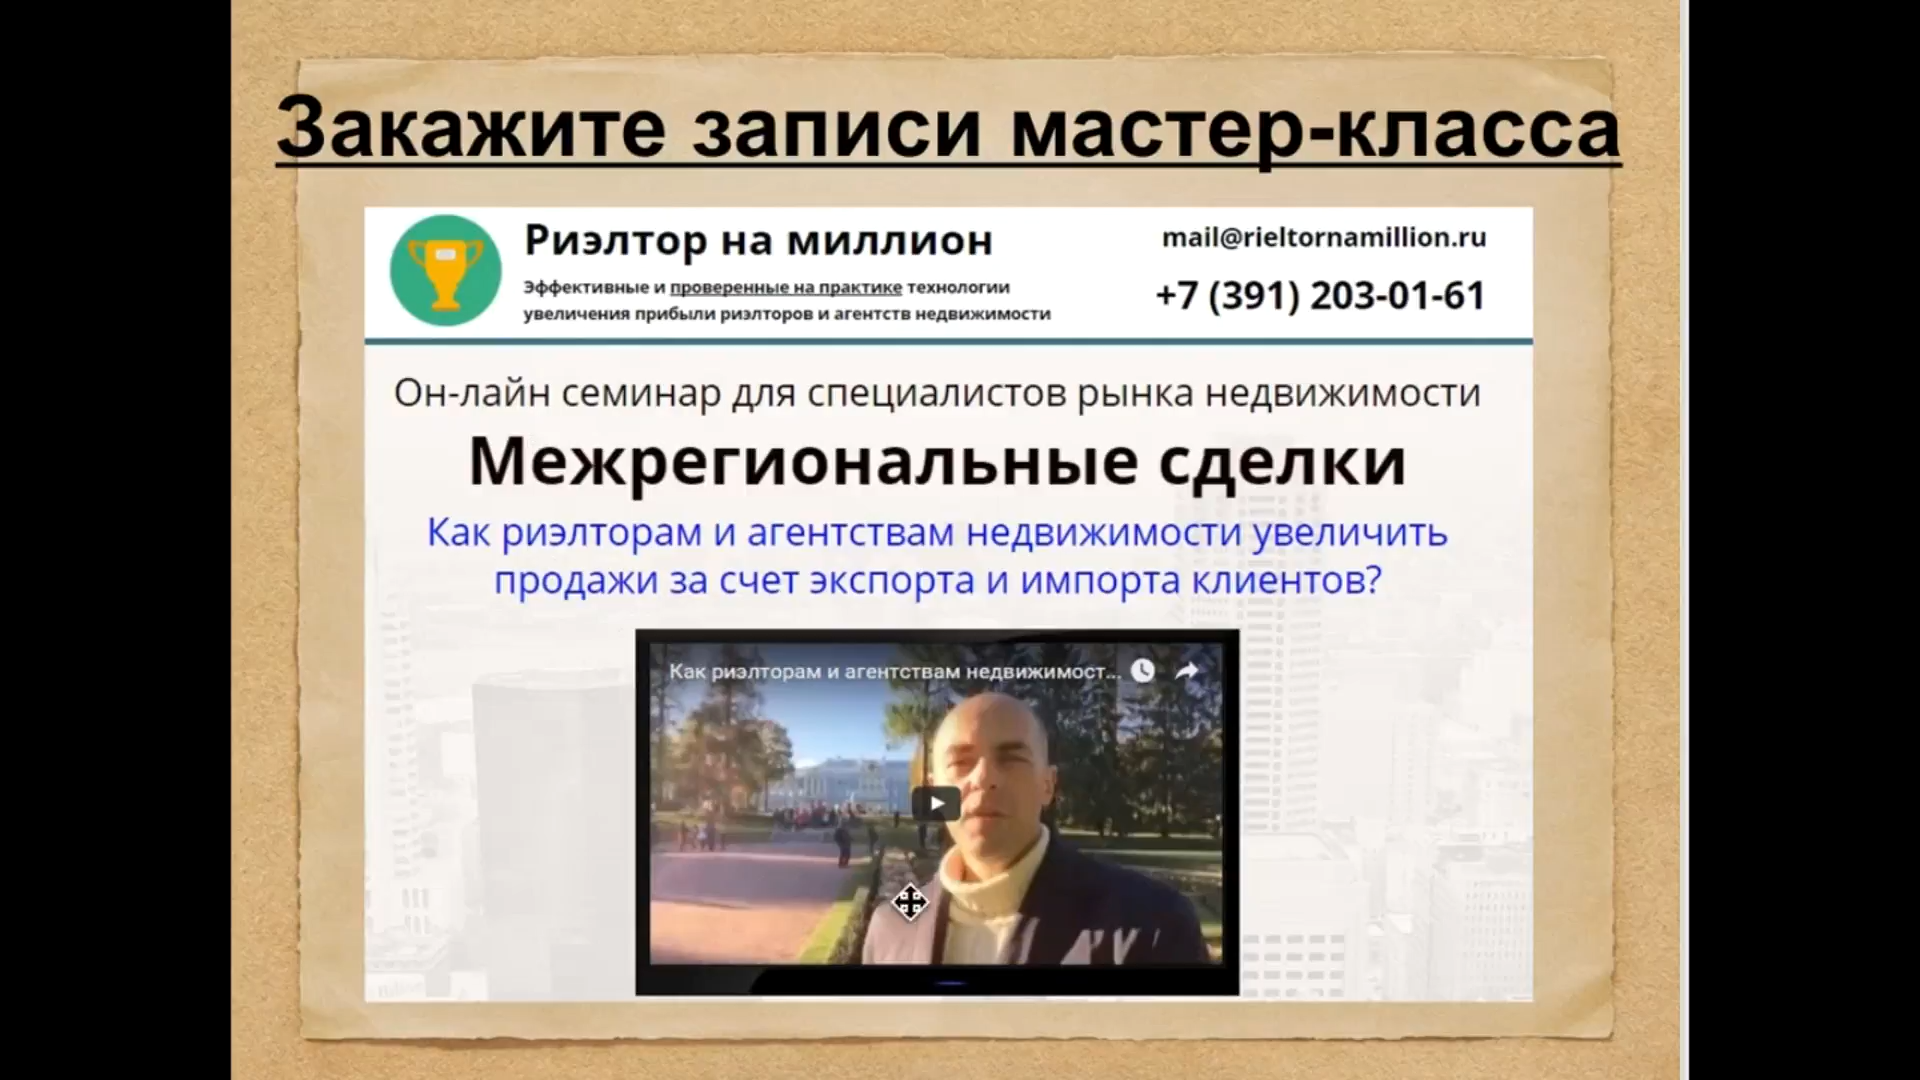 Закажите записи мастер-класса
Риэлтор на миллион
Эффективные и проверенные на практике технологии
увеличения прибыли риэлторов и агентств недвижимости
mail@rieltornamillion.ru
+7 (391) 203-01-61
Он-лайн семинар для специалистов рынка недвижимости
Межрегиональные сделки
Как риэлторам и агентствам недвижимости увеличить
продажи за счет экспорта и импорта клиентов?
Как риэлторам и агентствам недвижимост...